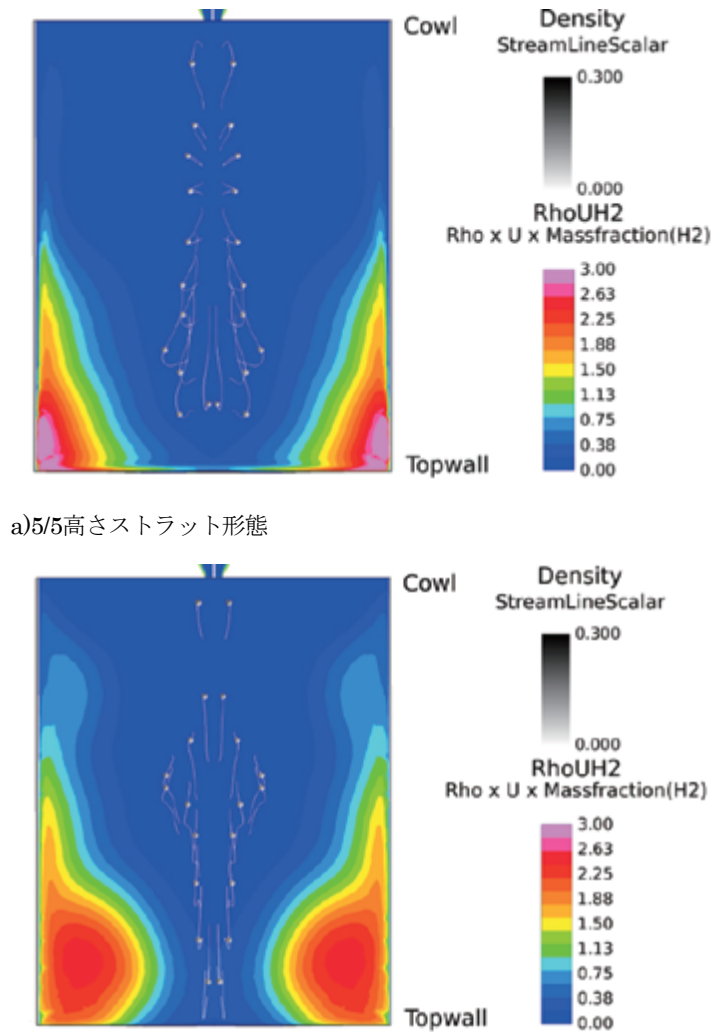 Cowl
Density
StreamLineScalar
0.300
0.000
RhoUH2
Rho x U x Massfraction(H2)
3.00
2.63
2.25
1.88
1.50
1.13
0.75
0.38
0.00
Topwall
a)5/5高さストラット形態
Cowl
Density
StreamLineScalar
0.300
0.000
RhoUH2
Rho x U x Massfraction(H2)
3.00
2.63
2.25
1.88
1.50
1.13
0.75
0.38
0.00
Topwall